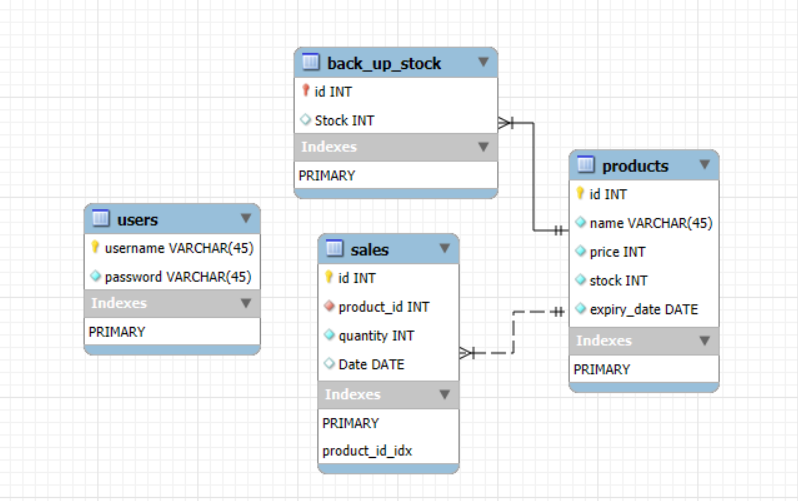 back_up_stock
id INT
Stock INT
Indexes
PRIMARY
products
id INT
name VARCHAR(45)
price INT
stock INT
expiry_date DATE
Indexes
PRIMARY
users
username VARCHAR(45)
password VARCHAR(45)
Indexes
PRIMARY
sales
id INT
product_id INT
quantity INT
Date DATE
Indexes
PRIMARY
product_id_idx